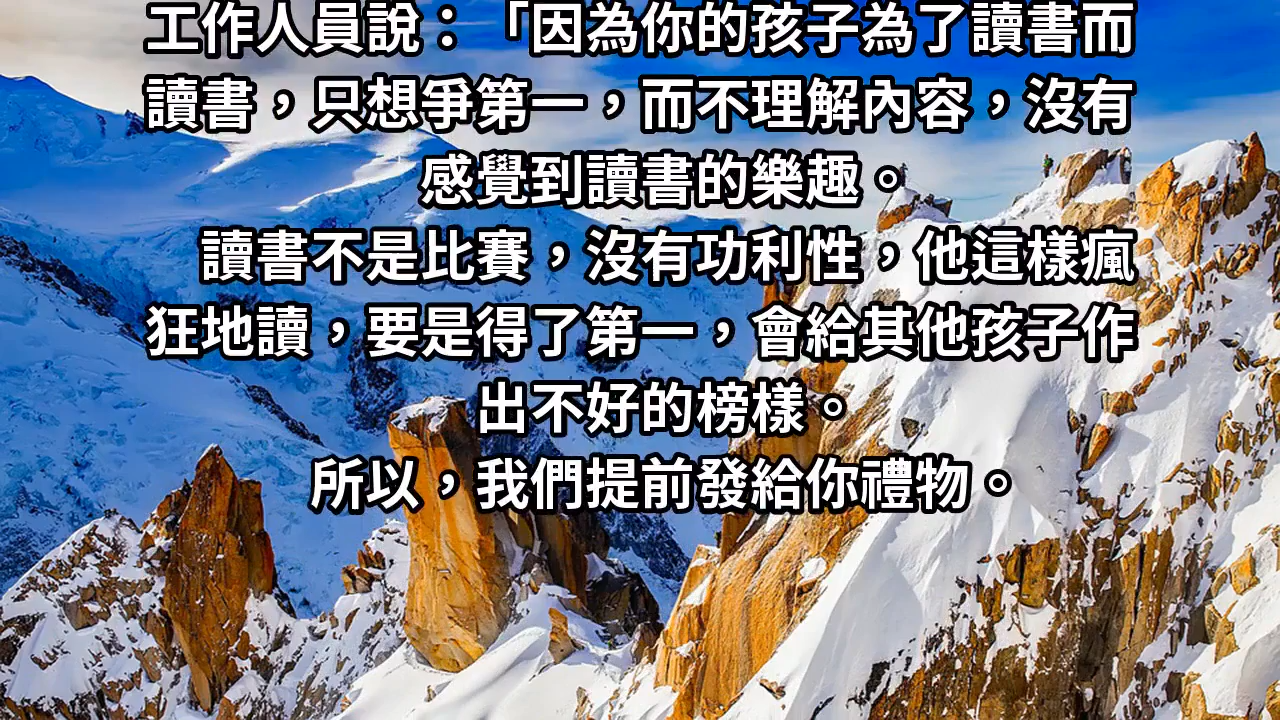 工作人員說：「因為你的孩子為了讀書而
讀書，只想爭第一，而不理解內容，沒有
感覺到讀書的樂趣。
讀書不是比賽，沒有功利性，他這樣瘋
狂地讀，要是得了第一，會給其他孩子作
出不好的榜樣。
所以，我們提前發給你禮物。